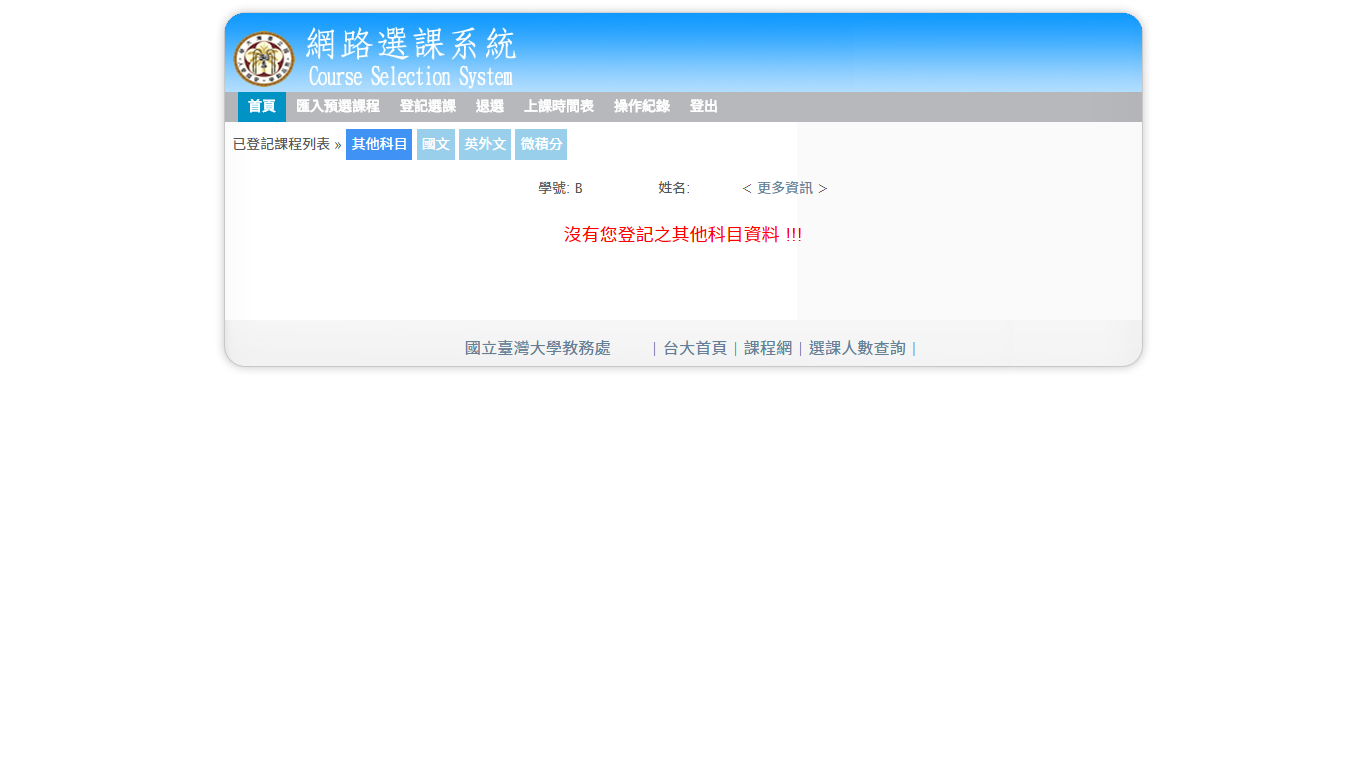 網路選課系統
Course Selection System
首頁 匯入預選課程 登記選課 退選 上課時間表 操作紀錄 登出
已登記課程列表 » 其他科目 國文 英外文 微積分
學號: B 姓名: < 更多資訊 >
沒有您登記之其他科目資料 !!!
國立臺灣大學教務處 | 台大首頁 | 課程網 | 選課人數查詢 |